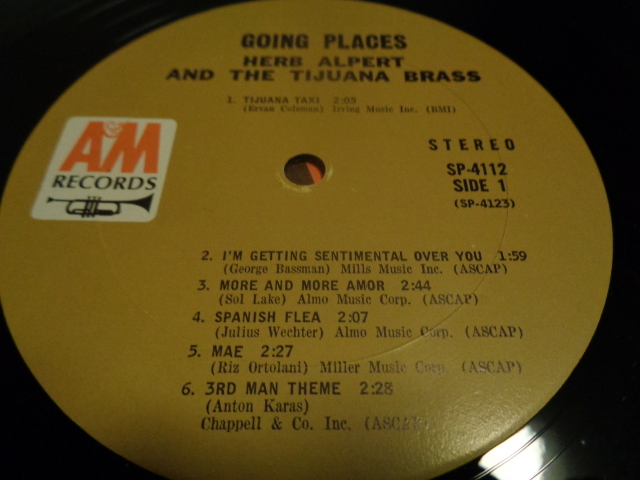 GOING PLACES
HERB ALPERT
AND THE TIJUANA BRASS
1. TIJUANA TAXI 2:05
(Ervan Coleman) Irving Music Inc. (BMI)
A&M
RECORDS
STEREO
SP-4112
SIDE 1
(SP-4123)
2. I'M GETTING SENTIMENTAL OVER YOU 1:59
(George Bassman) Mills Music Inc. (ASCAP)
3. MORE AND MORE AMOR 2:44
(Sol Lake) Almo Music Corp. (ASCAP)
4. SPANISH FLEA 2:07
(Julius Wechter) Almo Music Corp. (ASCAP)
5. MAE 2:27
(Riz Ortolani) Miller Music Corp. (ASCAP)
6. 3RD MAN THEME 2:28
(Anton Karas)
Chappell & Co. Inc. (ASCAP)